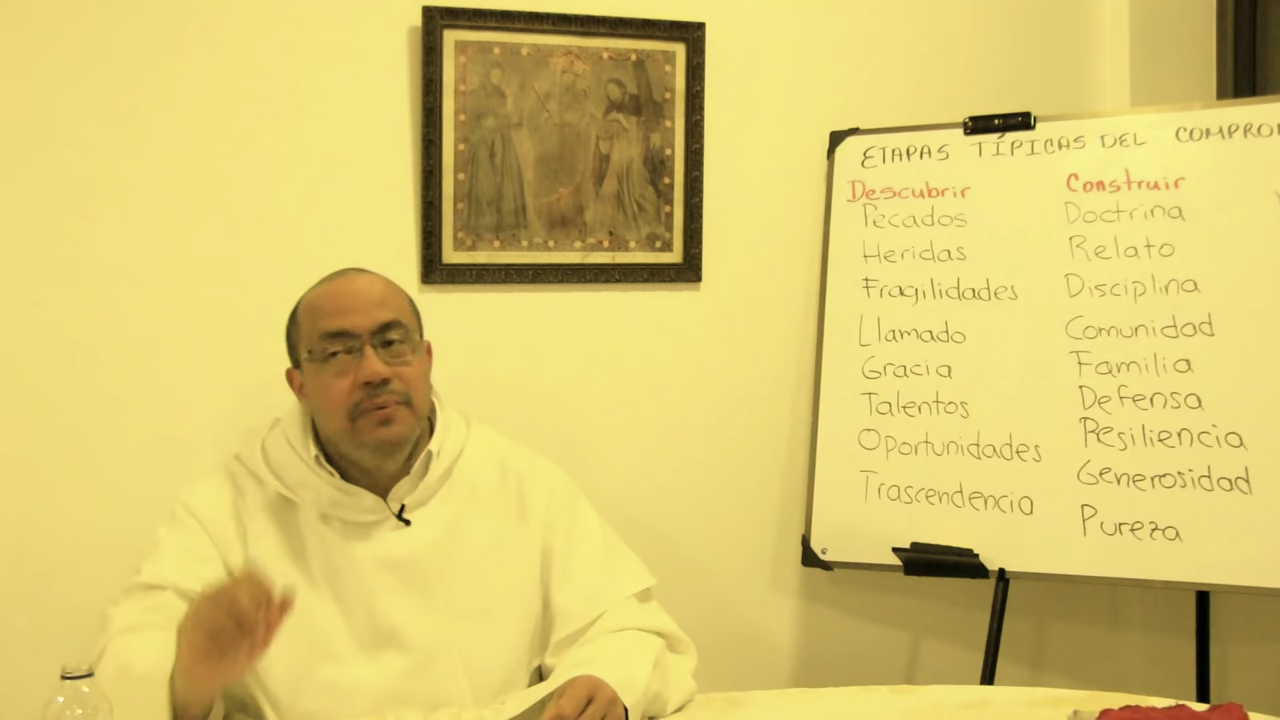 ETAPAS TÍPICAS DEL
Descubrir
Pecados
Heridas
Fragilidades
Llamado
Gracia
Talentos
Oportunidades
Trascendencia
Construir
Doctrina
Relato
Disciplina
Comunidad
Familia
Defensa
Resiliencia
Generosidad
Pureza